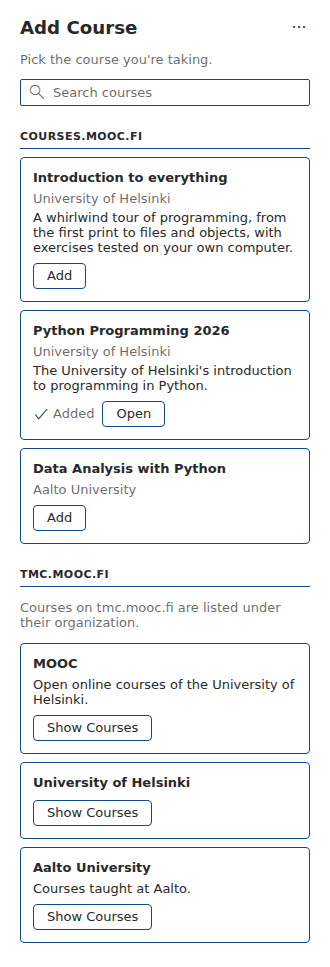 Add Course
...
Pick the course you're taking.
Search courses
COURSES.MOOC.FI
Introduction to everything
University of Helsinki
A whirlwind tour of programming, from
the first print to files and objects, with
exercises tested on your own computer.
Add
Python Programming 2026
University of Helsinki
The University of Helsinki's introduction
to programming in Python.
Added
Open
Data Analysis with Python
Aalto University
Add
TMC.MOOC.FI
Courses on tmc.mooc.fi are listed under
their organization.
MOOC
Open online courses of the University of
Helsinki.
Show Courses
University of Helsinki
Show Courses
Aalto University
Courses taught at Aalto.
Show Courses